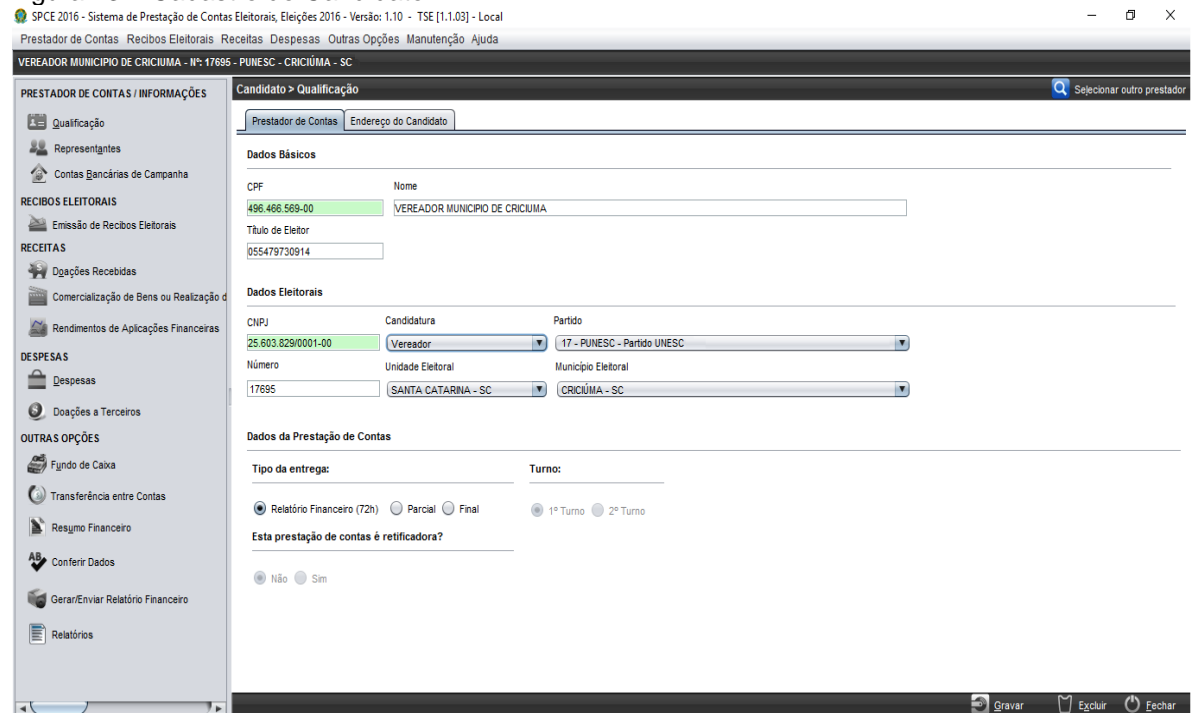 SPCE 2016 - Sistema de Prestação de Contas Eleitorais, Eleições 2016 - Versão: 1.10 - TSE [1.1.03] - Local
Prestador de Contas Recibos Eleitorais Receitas Despesas Outras Opções Manutenção Ajuda
VEREADOR MUNICIPIO DE CRICIUMA - Nº: 17695 - PUNESC - CRICIÚMA - SC
PRESTADOR DE CONTAS / INFORMAÇÕES
Qualificação
Representantes
Contas Bancárias de Campanha
RECIBOS ELEITORAIS
Emissão de Recibos Eleitorais
RECEITAS
Doações Recebidas
Comercialização de Bens ou Realização d
Rendimentos de Aplicações Financeiras
DESPESAS
Despesas
Doações a Terceiros
OUTRAS OPÇÕES
Fundo de Caixa
Transferência entre Contas
Resumo Financeiro
Conferir Dados
Gerar/Enviar Relatório Financeiro
Relatórios
Candidato > Qualificação
Selecionar outro prestador
Prestador de Contas Endereço do Candidato
Dados Básicos
CPF Nome
496.466.569-00 VEREADOR MUNICIPIO DE CRICIUMA
Título de Eleitor
055479730914
Dados Eleitorais
CNPJ Candidatura Partido
25.603.829/0001-00 Vereador 17 - PUNESC - Partido UNESC
Número Unidade Eleitoral Município Eleitoral
17695 SANTA CATARINA - SC CRICIÚMA - SC
Dados da Prestação de Contas
Tipo da entrega: Turno:
Relatório Financeiro (72h) Parcial Final 1º Turno 2º Turno
Esta prestação de contas é retificadora?
Não Sim
Gravar Excluir Fechar